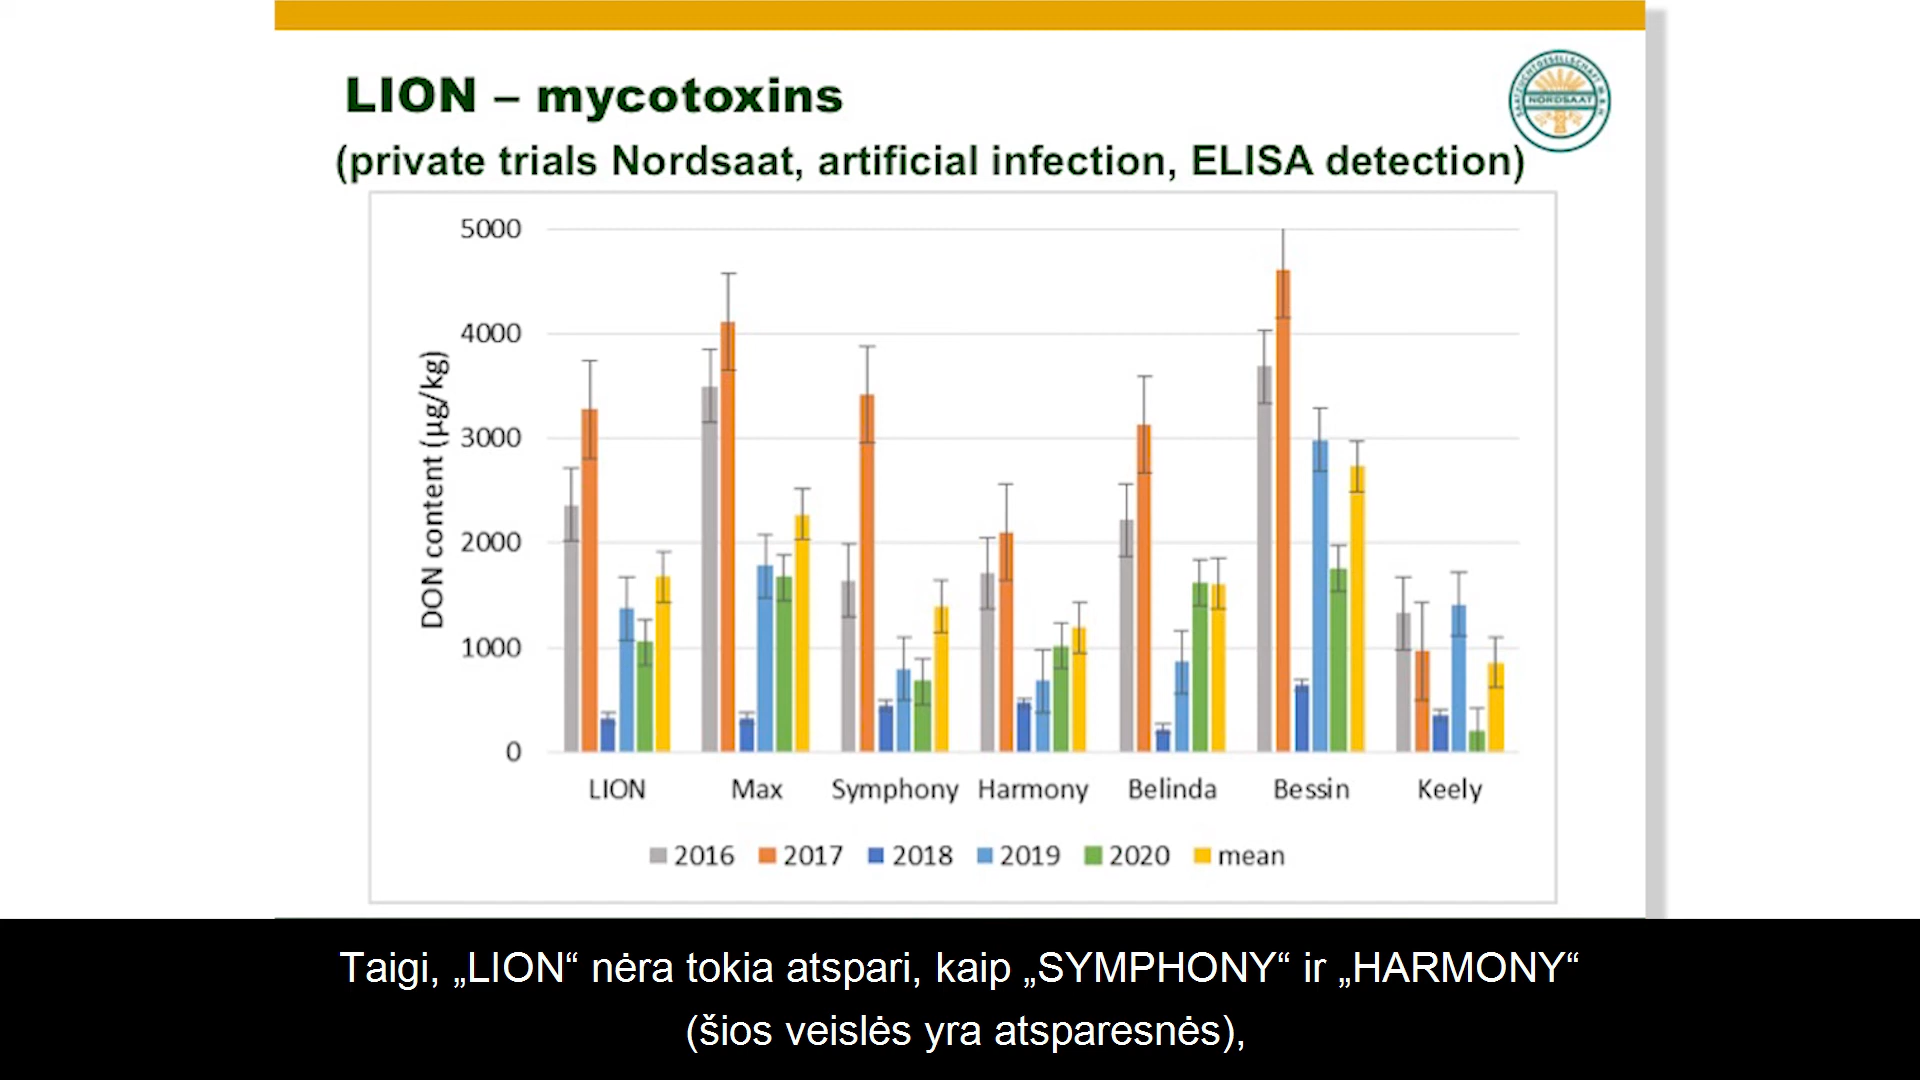 LION – mycotoxins
(private trials Nordsaat, artificial infection, ELISA detection)
SAATZUCHTGESELLSCHAFT M.B.H.
NORDSAAT
DON content (µg/kg)
5000
4000
3000
2000
1000
0
LION Max Symphony Harmony Belinda Bessin Keely
2016 2017 2018 2019 2020 mean
Taigi, „LION“ nėra tokia atspari, kaip „SYMPHONY“ ir „HARMONY“
(šios veislės yra atsparesnės),